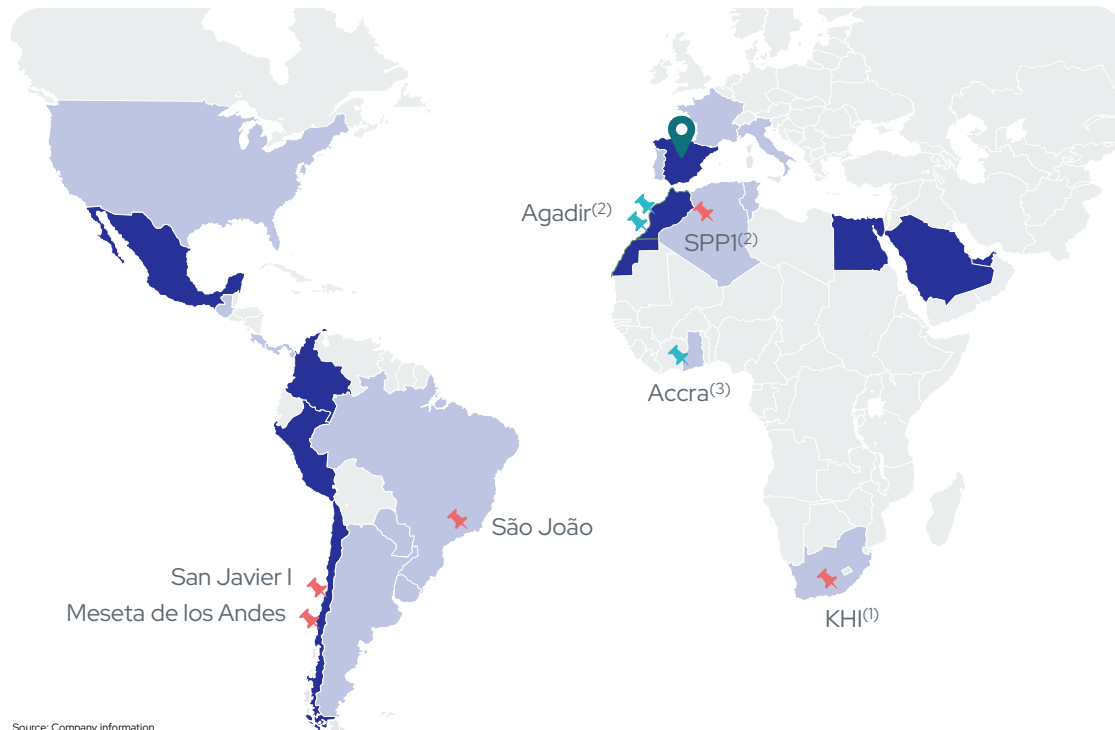 Agadir(2)
SPP1(2)
Accra(3)
São João
San Javier I
Meseta de los Andes
KHI(1)
Source: Company information